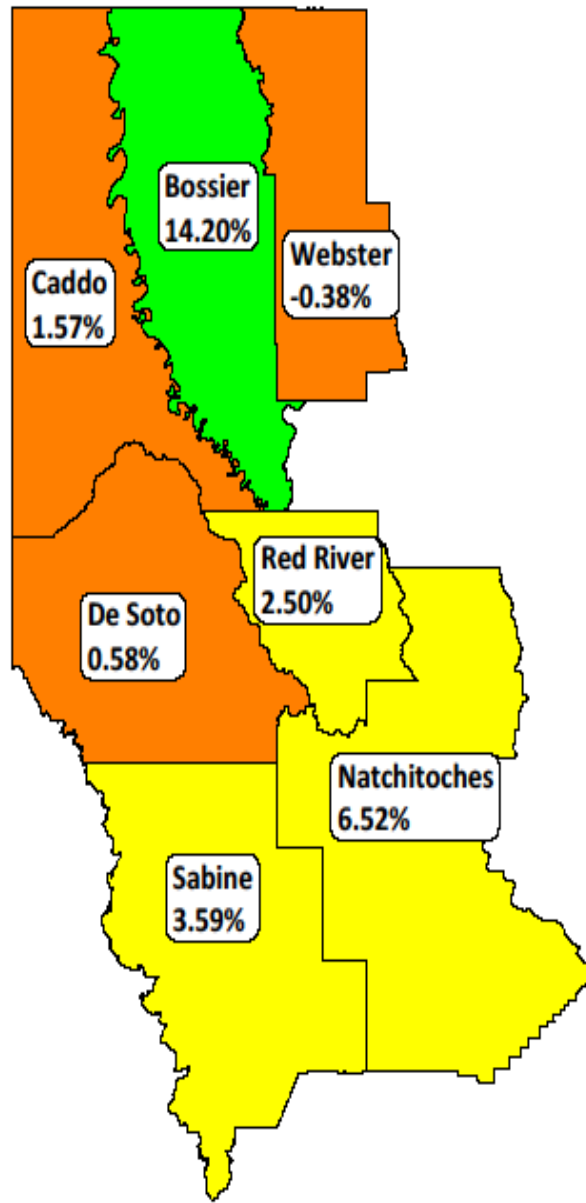 Bossier
14.20%
Webster
-0.38%
Caddo
1.57%
Red River
2.50%
De Soto
0.58%
Natchitoches
6.52%
Sabine
3.59%